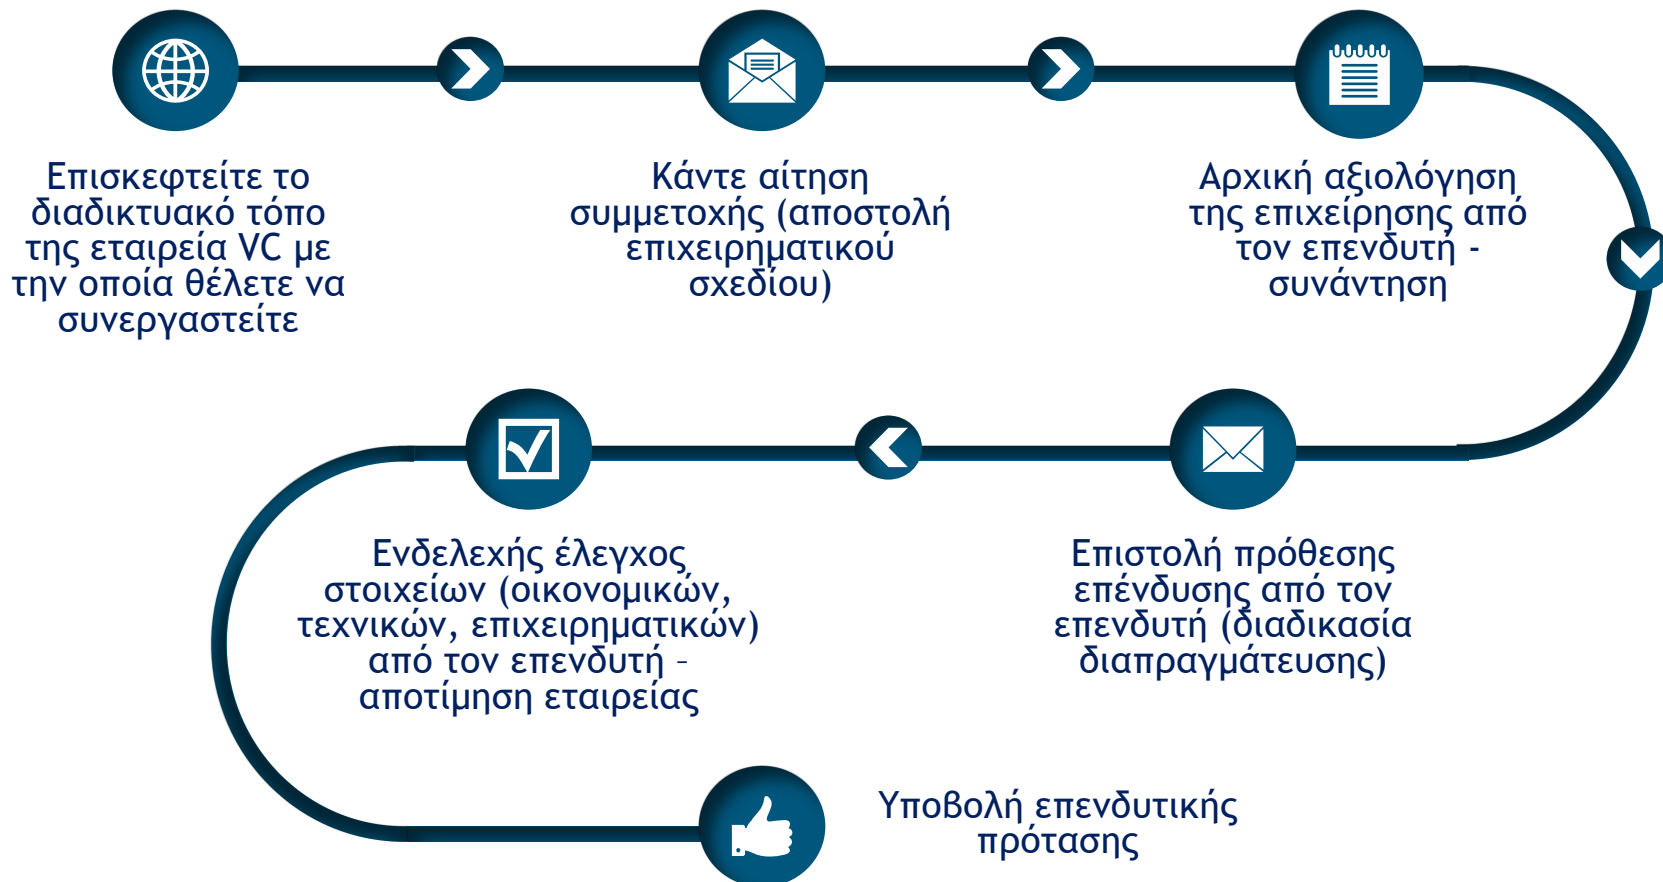 Επισκεφτείτε το
διαδικτυακό τόπο
της εταιρεία VC με
την οποία θέλετε να
συνεργαστείτε
Κάντε αίτηση
συμμετοχής (αποστολή
επιχειρηματικού
σχεδίου)
Αρχική αξιολόγηση
της επιχείρησης από
τον επενδυτή -
συνάντηση
Επιστολή πρόθεσης
επένδυσης από τον
επενδυτή (διαδικασία
διαπραγμάτευσης)
Ενδελεχής έλεγχος
στοιχείων (οικονομικών,
τεχνικών, επιχειρηματικών)
από τον επενδυτή –
αποτίμηση εταιρείας
Υποβολή επενδυτικής
πρότασης